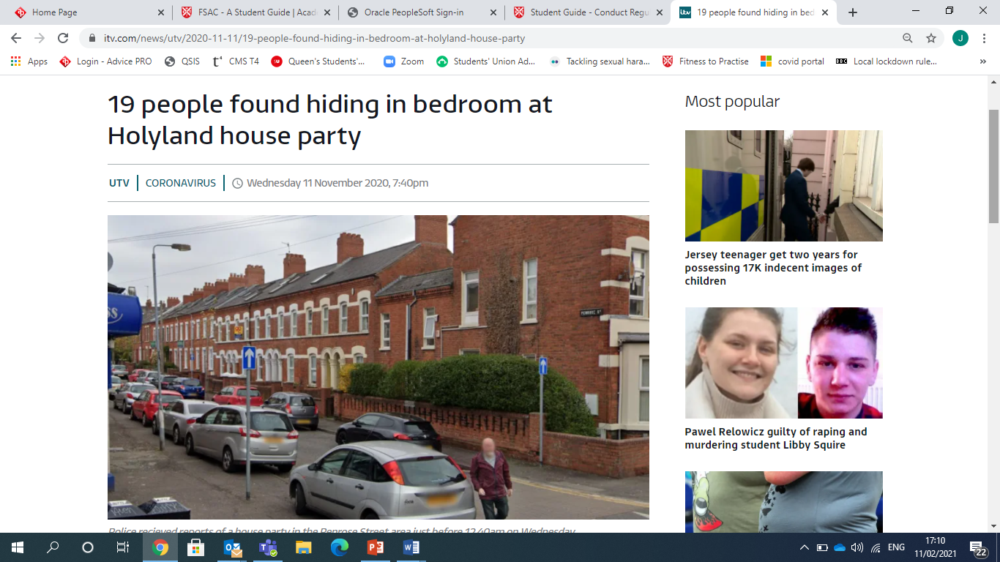 Home Page
FSAC - A Student Guide | Acad
Oracle PeopleSoft Sign-in
Student Guide - Conduct Regu
itv
19 people found hiding in bed
itv.com/news/utv/2020-11-11/19-people-found-hiding-in-bedroom-at-holyland-house-party
J
Apps
Login - Advice PRO
QSIS
CMS T4
Queen's Students'...
Zoom
Students' Union Ad...
Tackling sexual hara...
Fitness to Practise
covid portal
BBC
Local lockdown rule...
»
19 people found hiding in bedroom at
Holyland house party
UTV
CORONAVIRUS
Wednesday 11 November 2020, 7:40pm
PENROSE ST
Police recieved reports of a house party in the Penrose Street area just before 12.40am on Wednesday
Most popular
Jersey teenager get two years for
possessing 17K indecent images of
children
Pawel Relowicz guilty of raping and
murdering student Libby Squire
ENG
17:10
11/02/2021
22